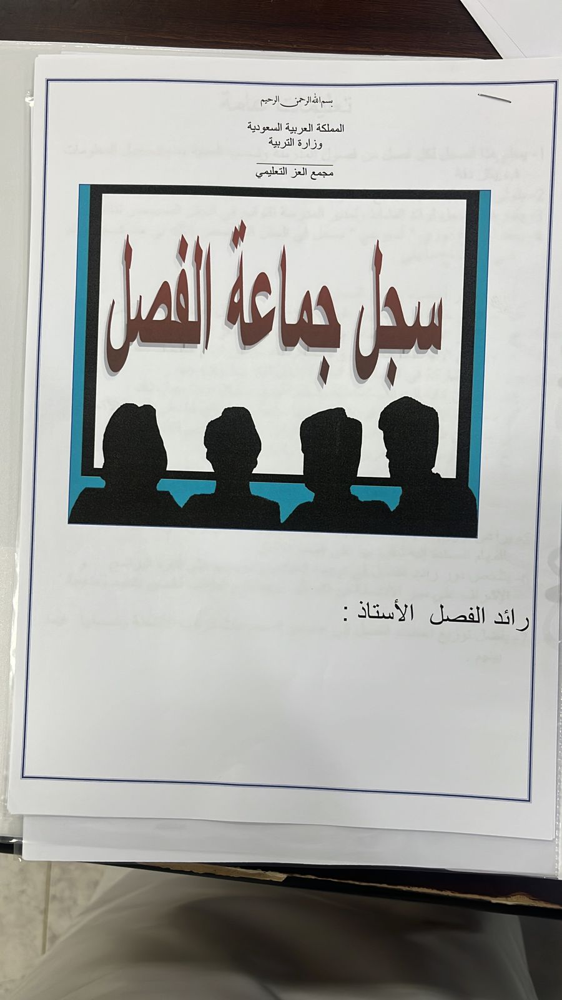 بسم الله الرحمن الرحيم
المملكة العربية السعودية
وزارة التربية
مجمع العز التعليمي
سجل جماعة الفصل
رائد الفصل الأستاذ :